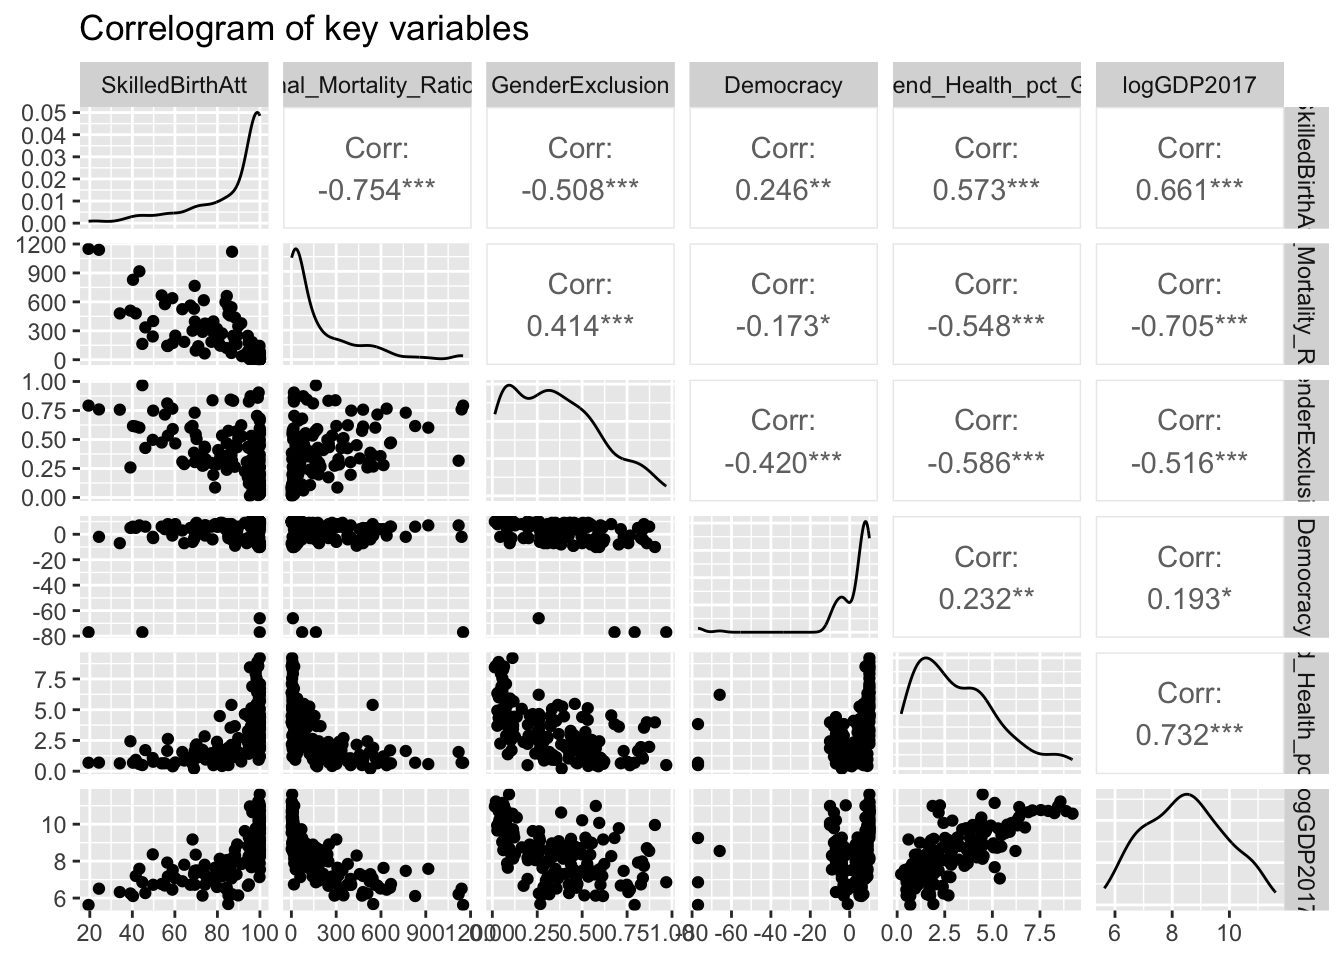 Correlogram of key variables
SkilledBirthAtt nal_Mortality_Ratio GenderExclusion Democracy end_Health_pct_G logGDP2017
0.05
0.04
0.03
0.02
0.01
0.00
Corr:
-0.754***
Corr:
-0.508***
Corr:
0.246**
Corr:
0.573***
Corr:
0.661***
SkilledBirthA
1200
900
600
300
0
Corr:
0.414***
Corr:
-0.173*
Corr:
-0.548***
Corr:
-0.705***
_Mortality_R
1.00
0.75
0.50
0.25
0.00
Corr:
-0.420***
Corr:
-0.586***
Corr:
-0.516***
enderExclusi
0
-20
-40
-60
-80
Corr:
0.232**
Corr:
0.193*
Democracy
7.5
5.0
2.5
0.0
Corr:
0.732***
d_Health_pc
10
8
6
ogGDP2017
20 40 60 80 100 0 300 600 900 1200 0.00 0.25 0.50 0.75 1.00 -80 -60 -40 -20 0 0.0 2.5 5.0 7.5 6 8 10